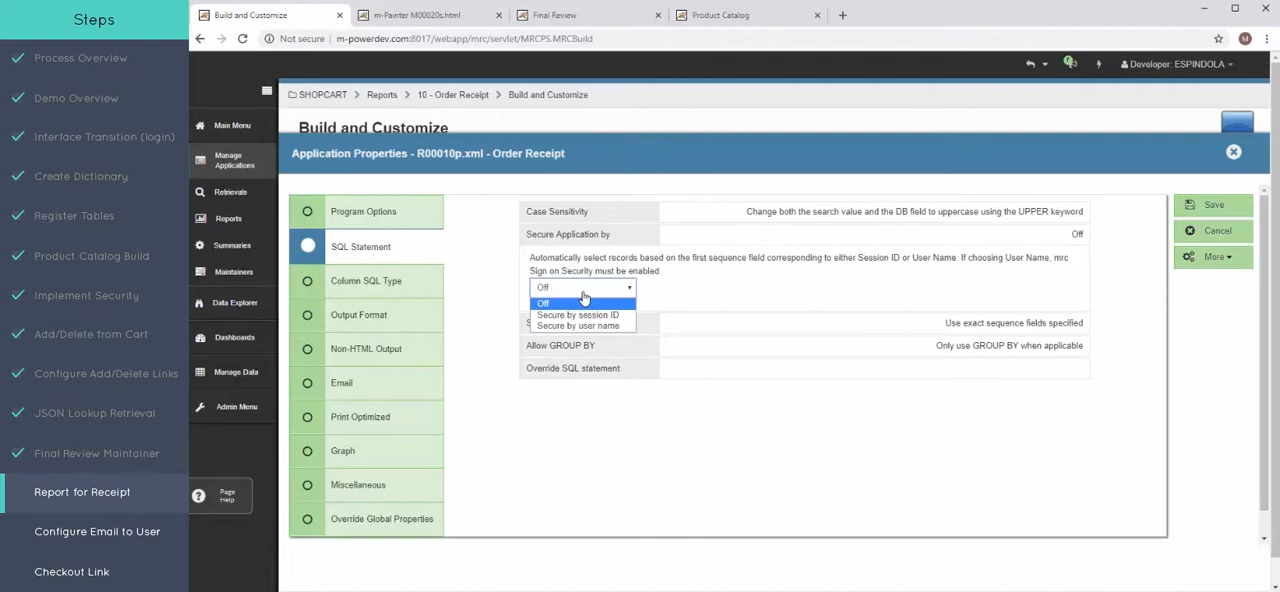 Steps
Process Overview
Demo Overview
Interface Transition (login)
Create Dictionary
Register Tables
Product Catalog Build
Implement Security
Add/Delete from Cart
Configure Add/Delete Links
JSON Lookup Retrieval
Final Review Maintainer
Report for Receipt
Configure Email to User
Checkout Link
Build and Customize
m-Painter M00020s.html
Final Review
Product Catalog
Not secure
m-powerdev.com:8017/webapp/mrc/servlet/MRCPS.MRCBuild
M
Developer: ESPINDOLA
Main Menu
Manage
Applications
Retrievals
Reports
Summaries
Maintainers
Data Explorer
Dashboards
Manage Data
Admin Menu
Page
Help
SHOPCART > Reports > 10 - Order Receipt > Build and Customize
Build and Customize
Application Properties - R00010p.xml - Order Receipt
Program Options
SQL Statement
Column SQL Type
Output Format
Non-HTML Output
Email
Print Optimized
Graph
Miscellaneous
Override Global Properties
Case Sensitivity
Change both the search value and the DB field to uppercase using the UPPER keyword
Secure Application by
Off
Automatically select records based on the first sequence field corresponding to either Session ID or User Name. If choosing User Name, mrc
Sign on Security must be enabled.
Off
Off
Secure by session ID
Secure by user name
S
Use exact sequence fields specified
Allow GROUP BY
Only use GROUP BY when applicable
Override SQL statement
Save
Cancel
More